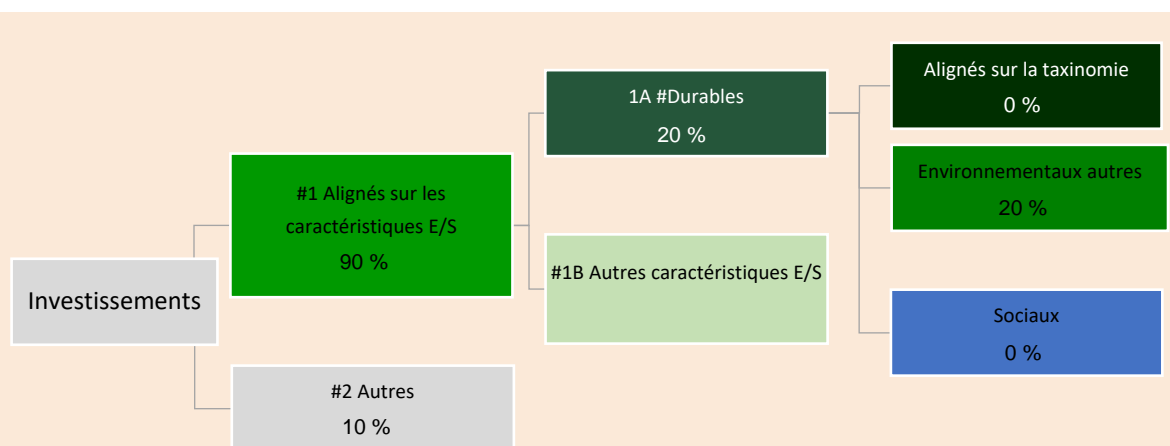 Investissements
#1 Alignés sur les
caractéristiques E/S
90 %
#2 Autres
10 %
1A #Durables
20 %
#1B Autres caractéristiques E/S
Alignés sur la taxinomie
0 %
Environnementaux autres
20 %
Sociaux
0 %